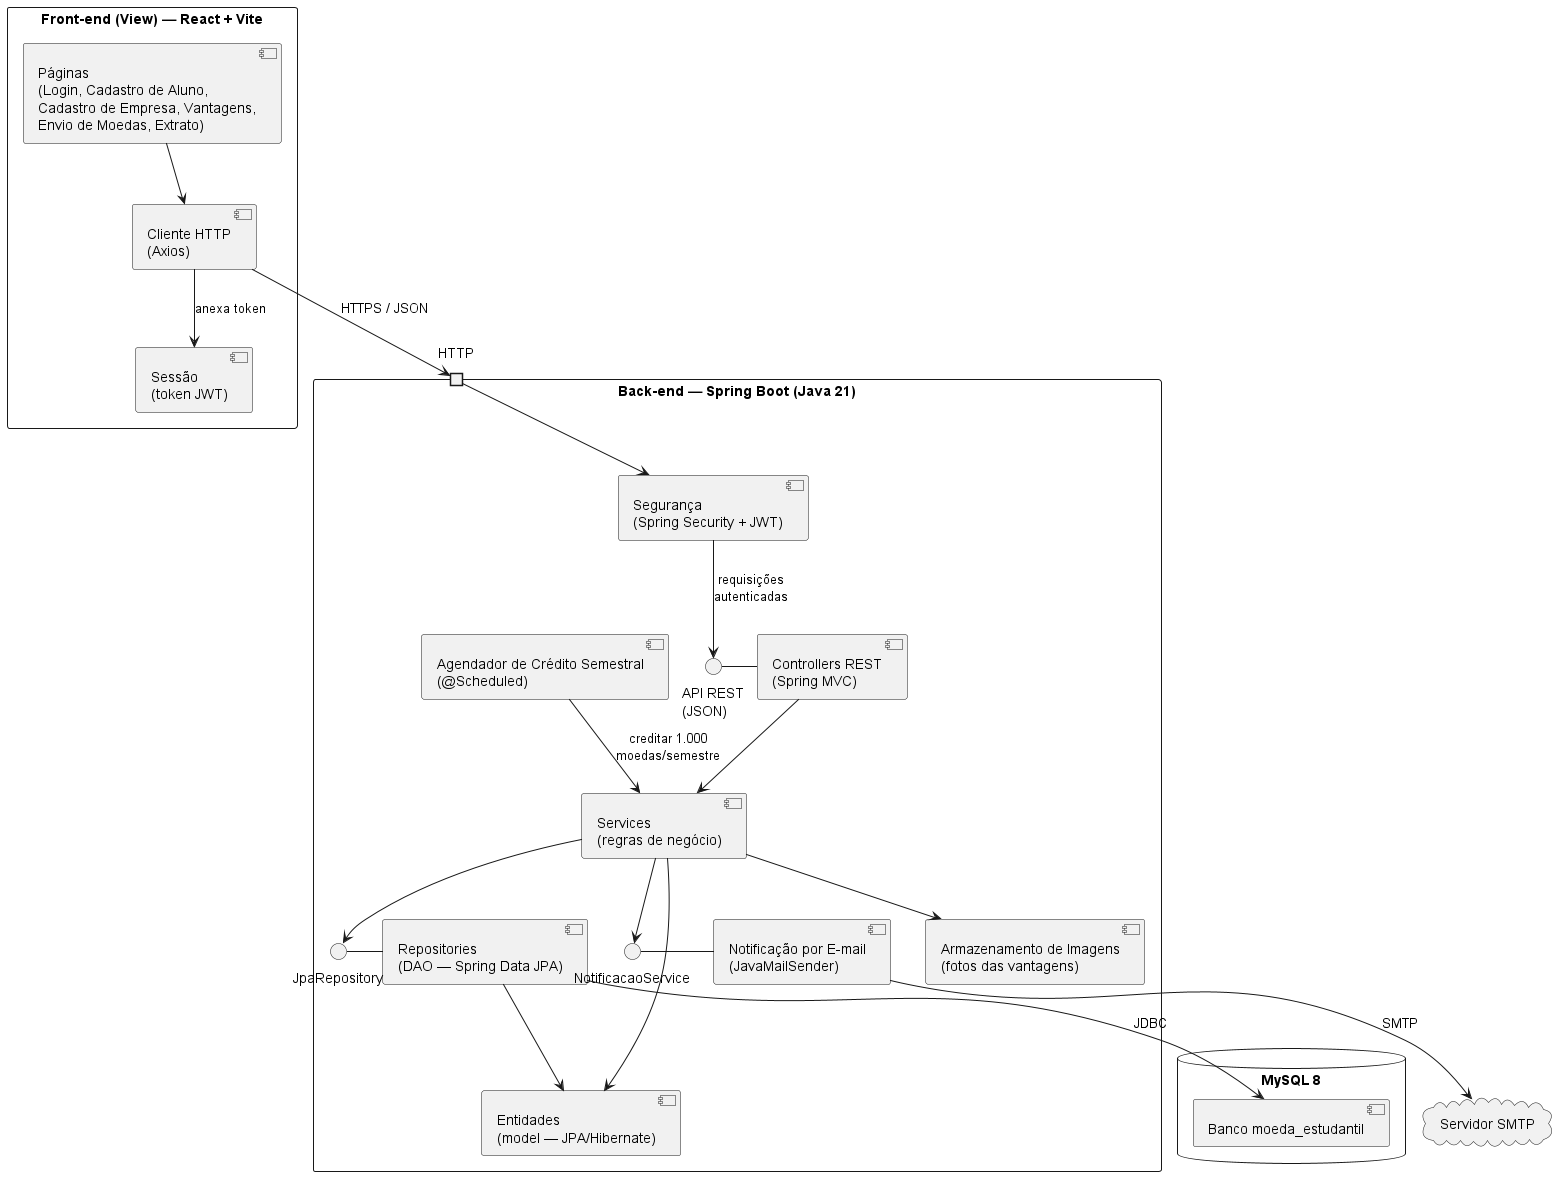 Front-end (View) — React + Vite
Páginas
(Login, Cadastro de Aluno,
Cadastro de Empresa, Vantagens,
Envio de Moedas, Extrato)
Cliente HTTP
(Axios)
anexa token
HTTPS / JSON
Sessão
(token JWT)
HTTP
Back-end — Spring Boot (Java 21)
Segurança
(Spring Security + JWT)
requisições
autenticadas
Agendador de Crédito Semestral
(@Scheduled)
API REST
(JSON)
Controllers REST
(Spring MVC)
creditar 1.000
moedas/semestre
Services
(regras de negócio)
JpaRepository
Repositories
(DAO — Spring Data JPA)
NotificacaoService
Notificação por E-mail
(JavaMailSender)
Armazenamento de Imagens
(fotos das vantagens)
JDBC
SMTP
Entidades
(model — JPA/Hibernate)
MySQL 8
Banco moeda_estudantil
Servidor SMTP